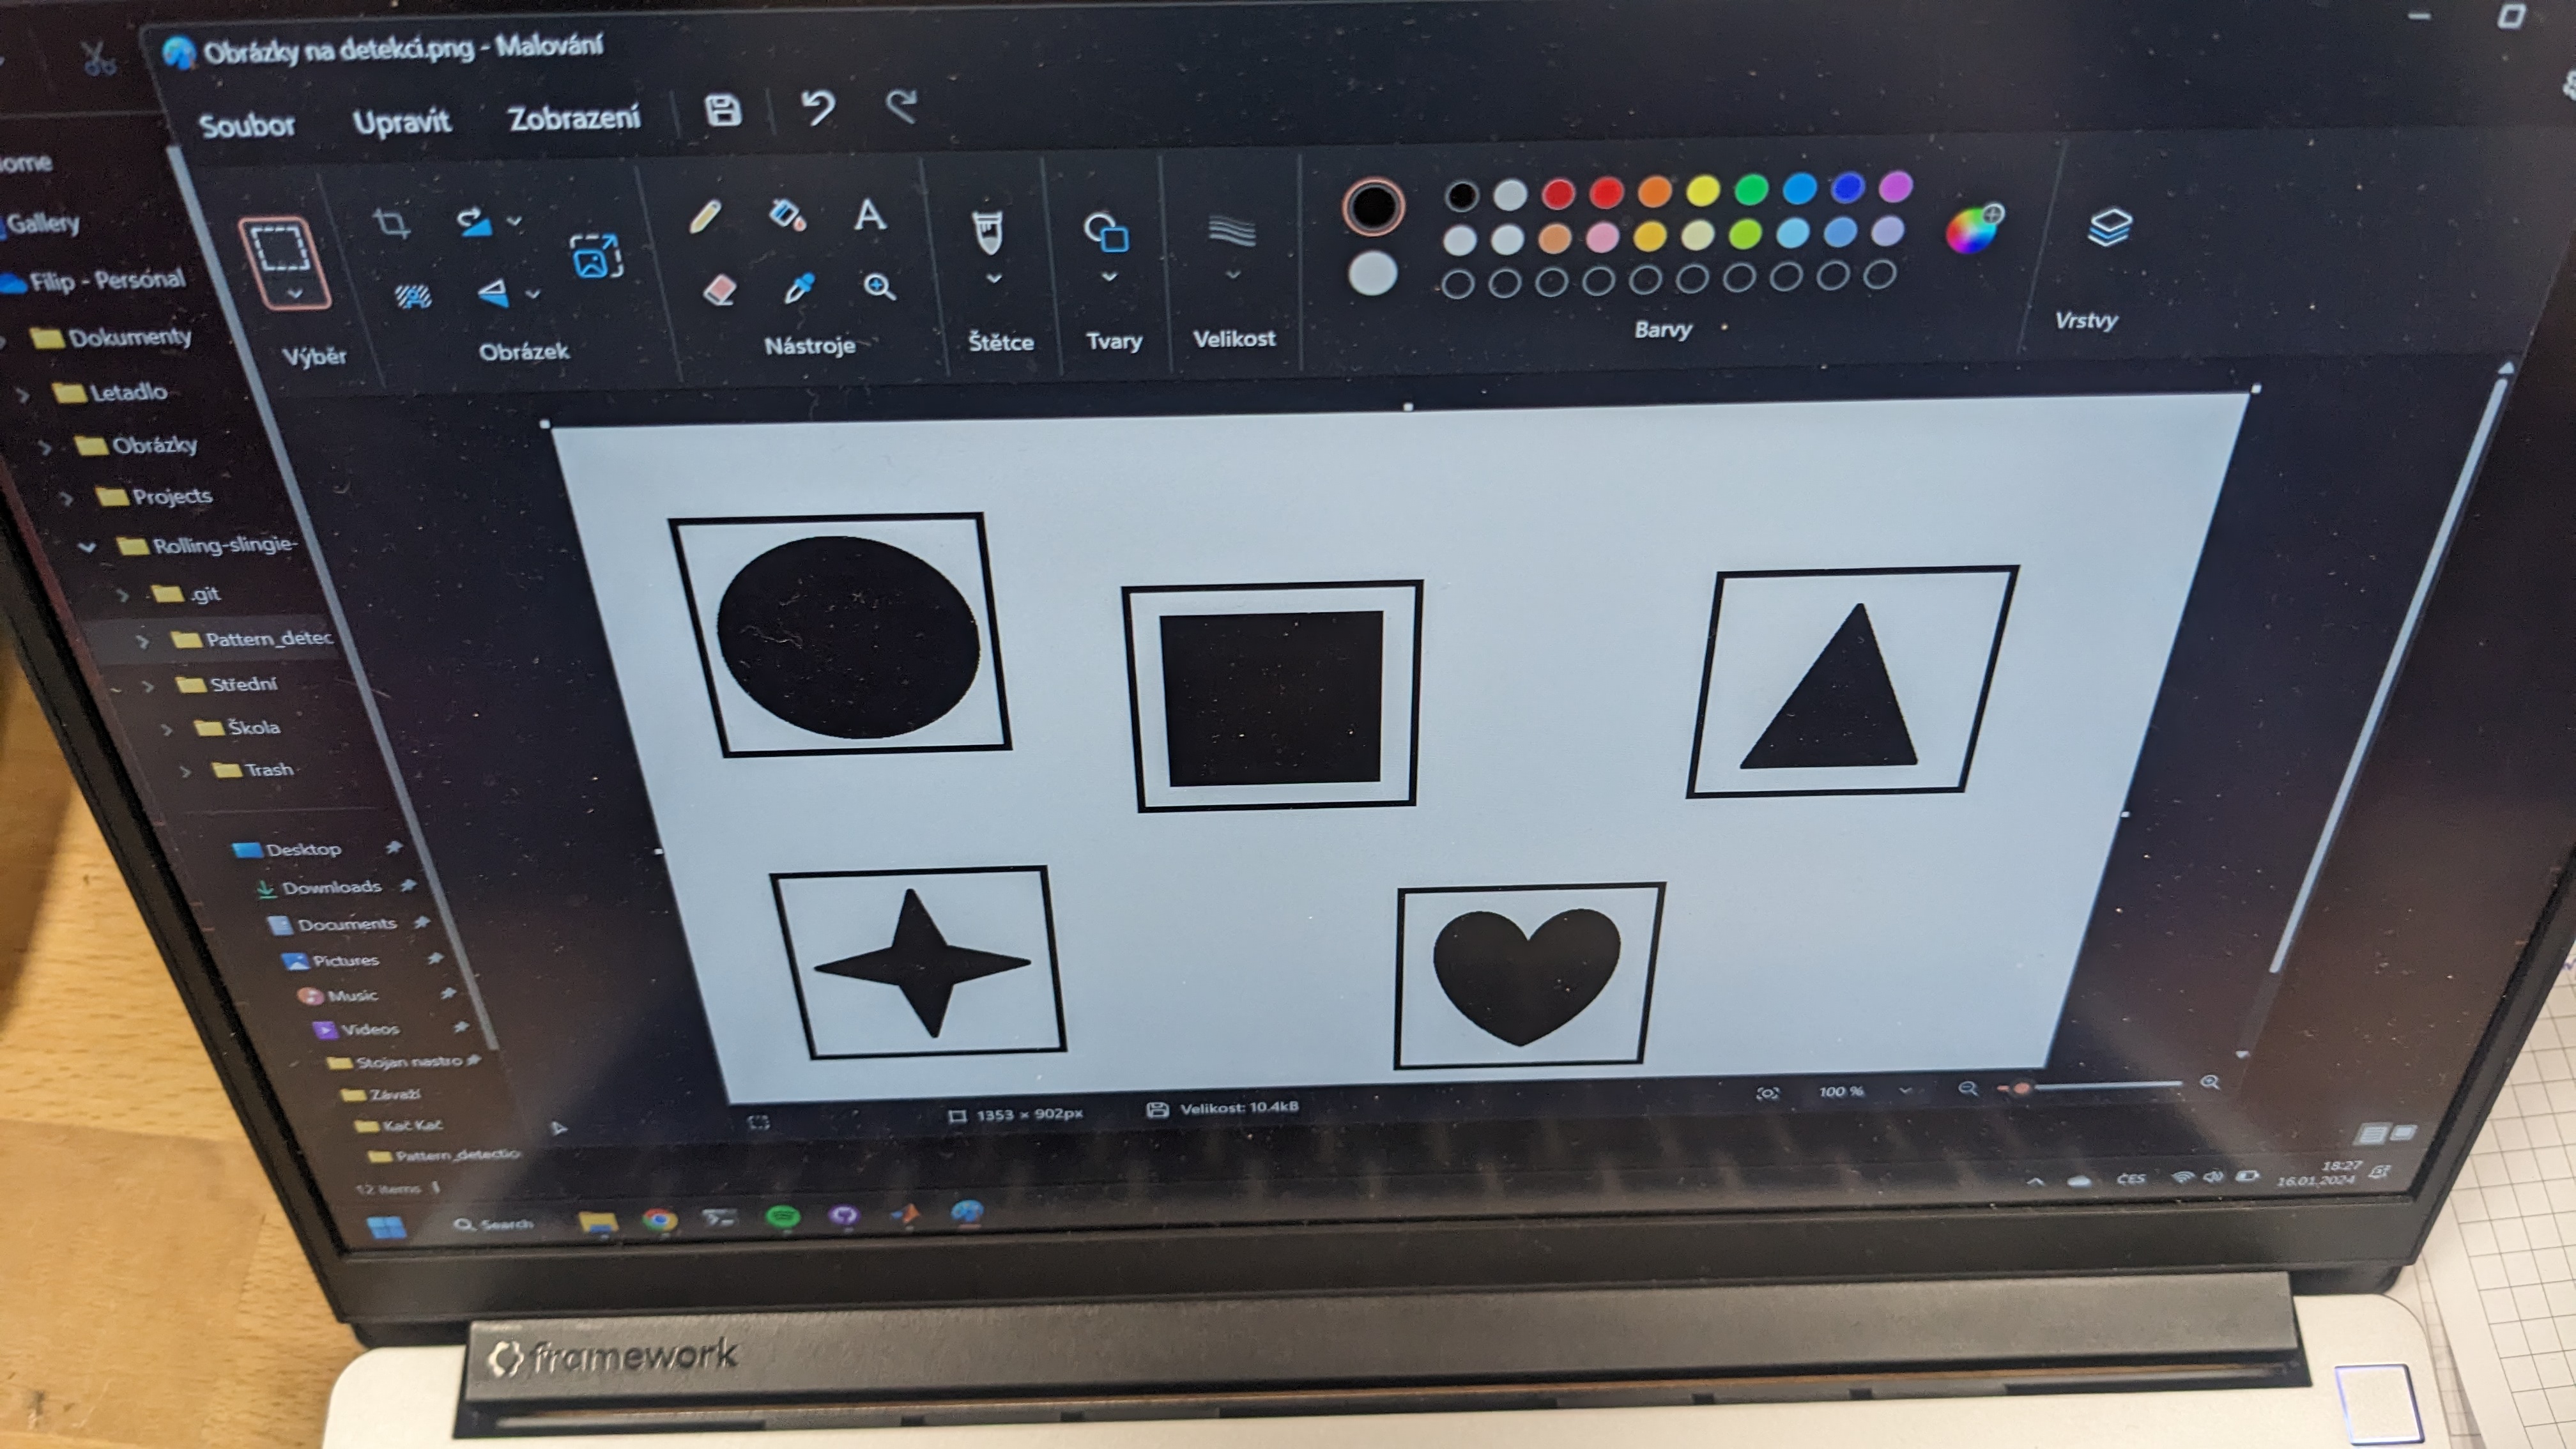 Obrázky na detekci.png - Malování
Soubor Upravit Zobrazení
Výběr Obrázek Nástroje Štětce Tvary Velikost Barvy Vrstvy
A
ome
Gallery
Filip - Personal
Dokumenty
Letadlo
Obrázky
Projects
Rolling-slingie-
.git
Pattern_detec
Střední
Škola
Trash
Desktop
Downloads
Documents
Pictures
Music
Videos
Stojan nastro
Závaží
Kač Kač
Pattern_detectio
12 items
1353 × 902px Velikost: 10.4kB 100 %
Search
ČES
18:27
16.01.2024
framework